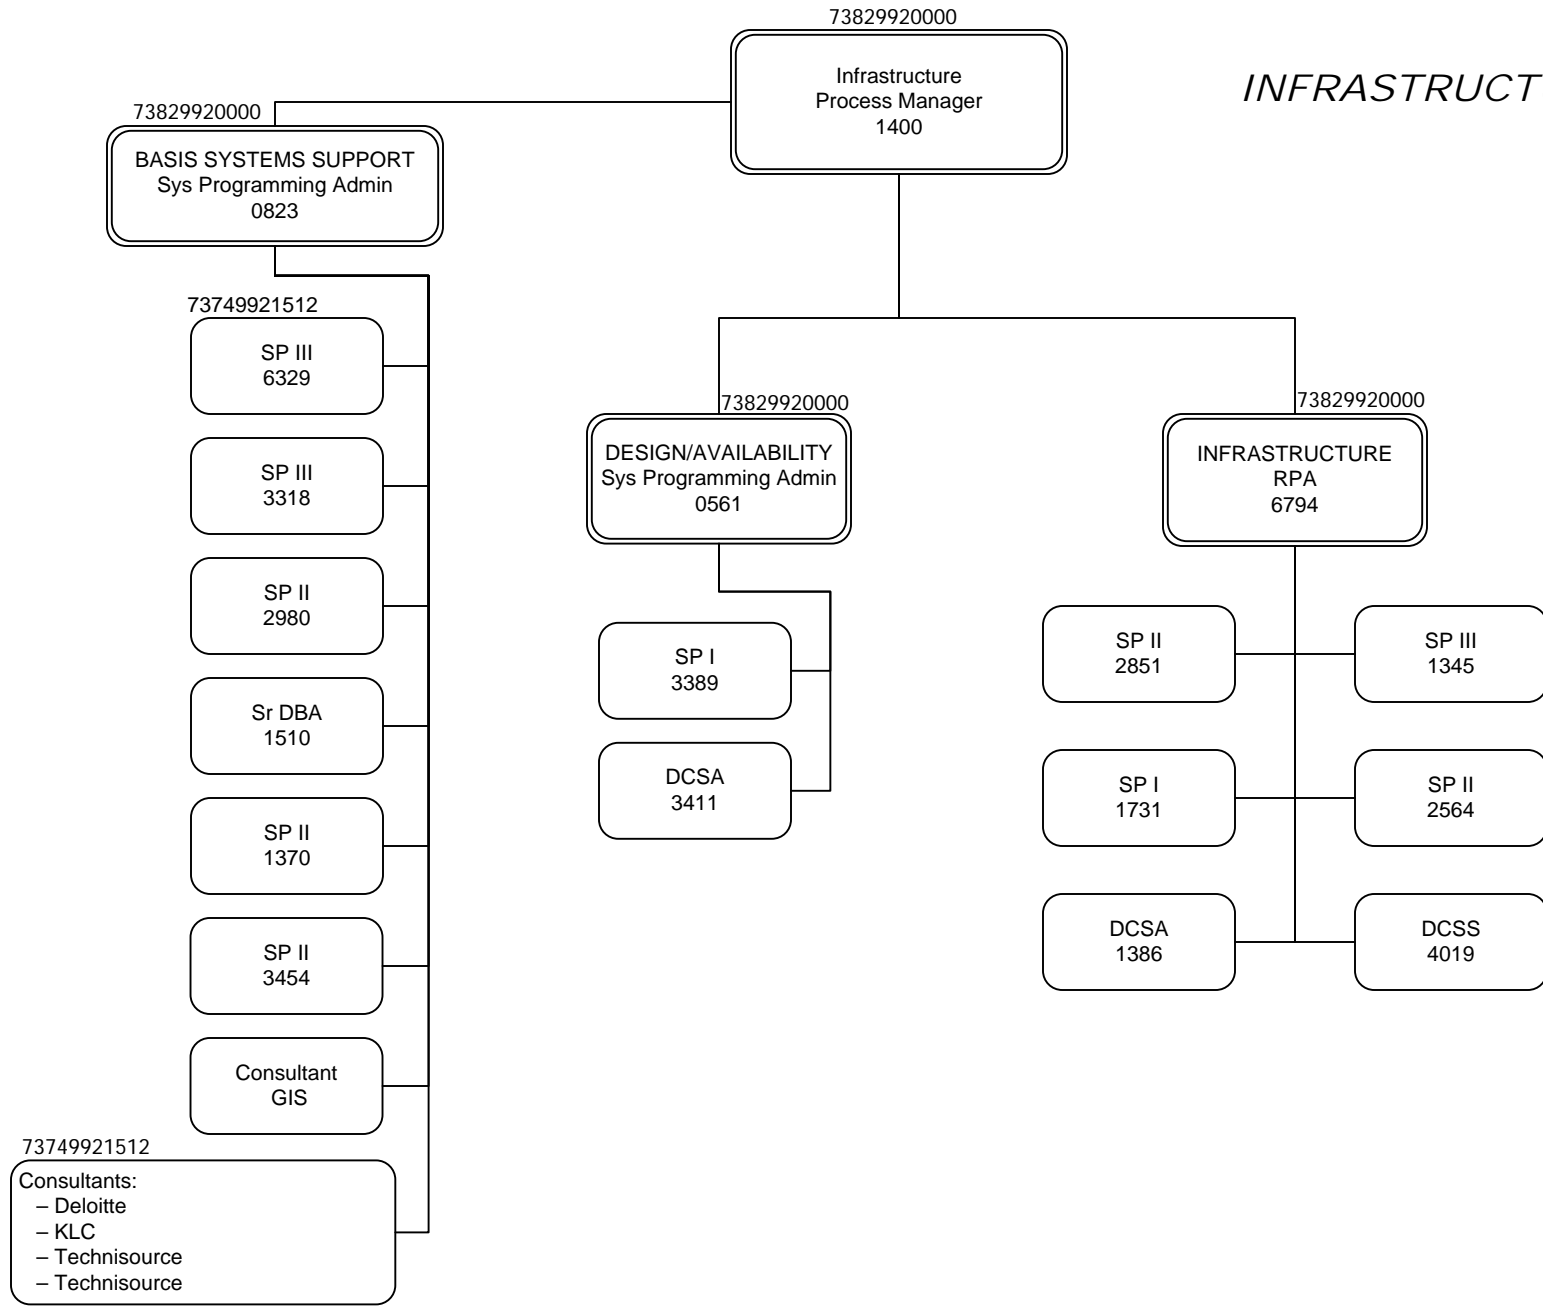 73829920000
Infrastructure
Process Manager
1400
INFRASTRUCT
73829920000
BASIS SYSTEMS SUPPORT
Sys Programming Admin
0823
73749921512
SP III
6329
SP III
3318
SP II
2980
Sr DBA
1510
SP II
1370
SP II
3454
Consultant
GIS
73749921512
Consultants:
– Deloitte
– KLC
– Technisource
– Technisource
73829920000
DESIGN/AVAILABILITY
Sys Programming Admin
0561
SP I
3389
DCSA
3411
73829920000
INFRASTRUCTURE
RPA
6794
SP II
2851
SP III
1345
SP I
1731
SP II
2564
DCSA
1386
DCSS
4019